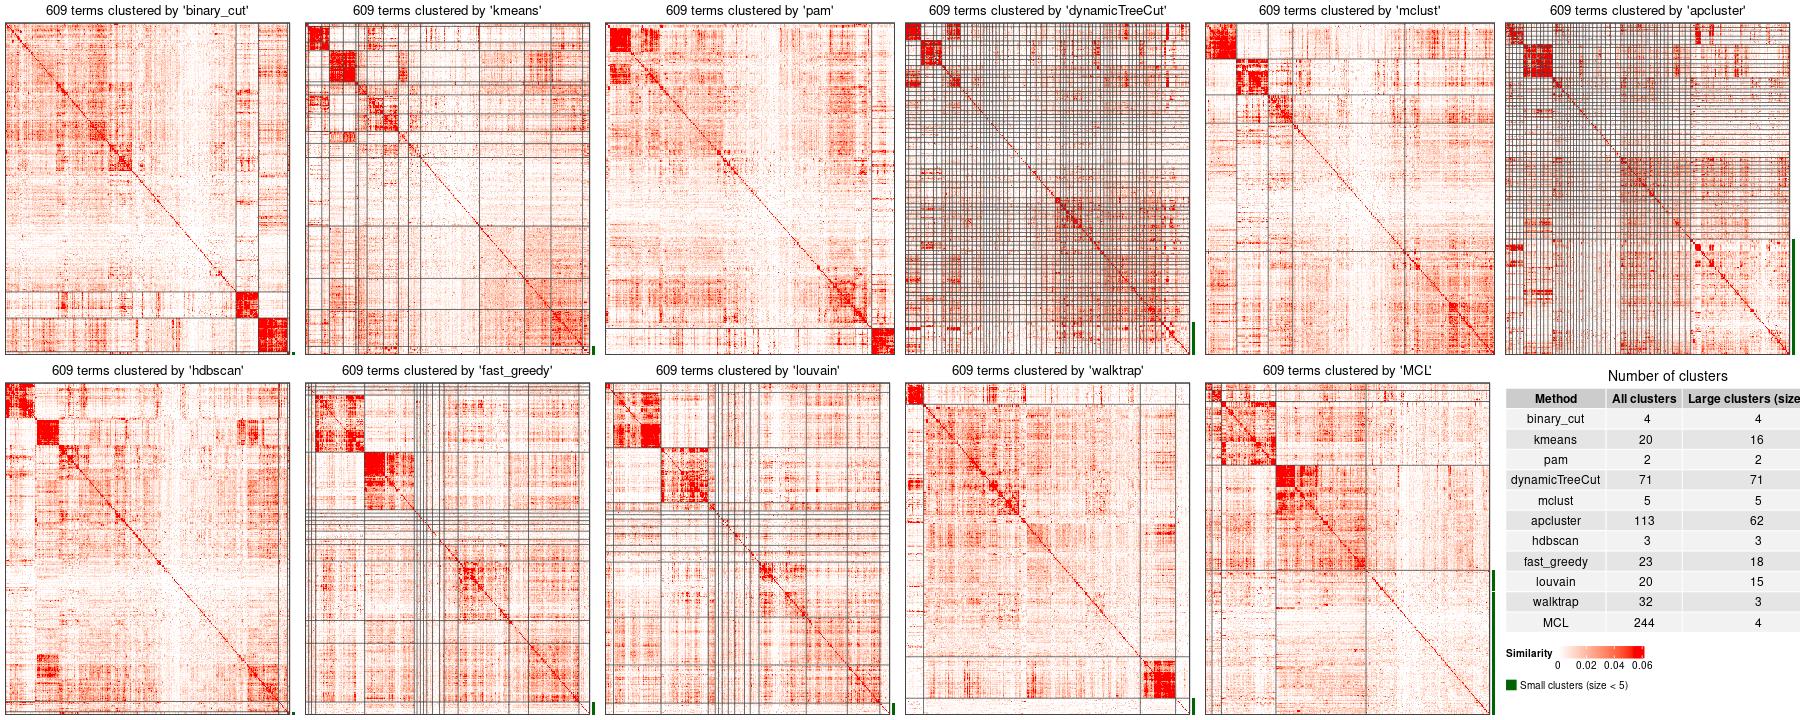 609 terms clustered by 'binary_cut'
609 terms clustered by 'kmeans'
609 terms clustered by 'pam'
609 terms clustered by 'dynamicTreeCut'
609 terms clustered by 'mclust'
609 terms clustered by 'apcluster'
609 terms clustered by 'hdbscan'
609 terms clustered by 'fast_greedy'
609 terms clustered by 'louvain'
609 terms clustered by 'walktrap'
609 terms clustered by 'MCL'
Number of clusters
Method All clusters Large clusters (size
binary_cut 4 4
kmeans 20 16
pam 2 2
dynamicTreeCut 71 71
mclust 5 5
apcluster 113 62
hdbscan 3 3
fast_greedy 23 18
louvain 20 15
walktrap 32 3
MCL 244 4
Similarity
0 0.02 0.04 0.06
Small clusters (size < 5)